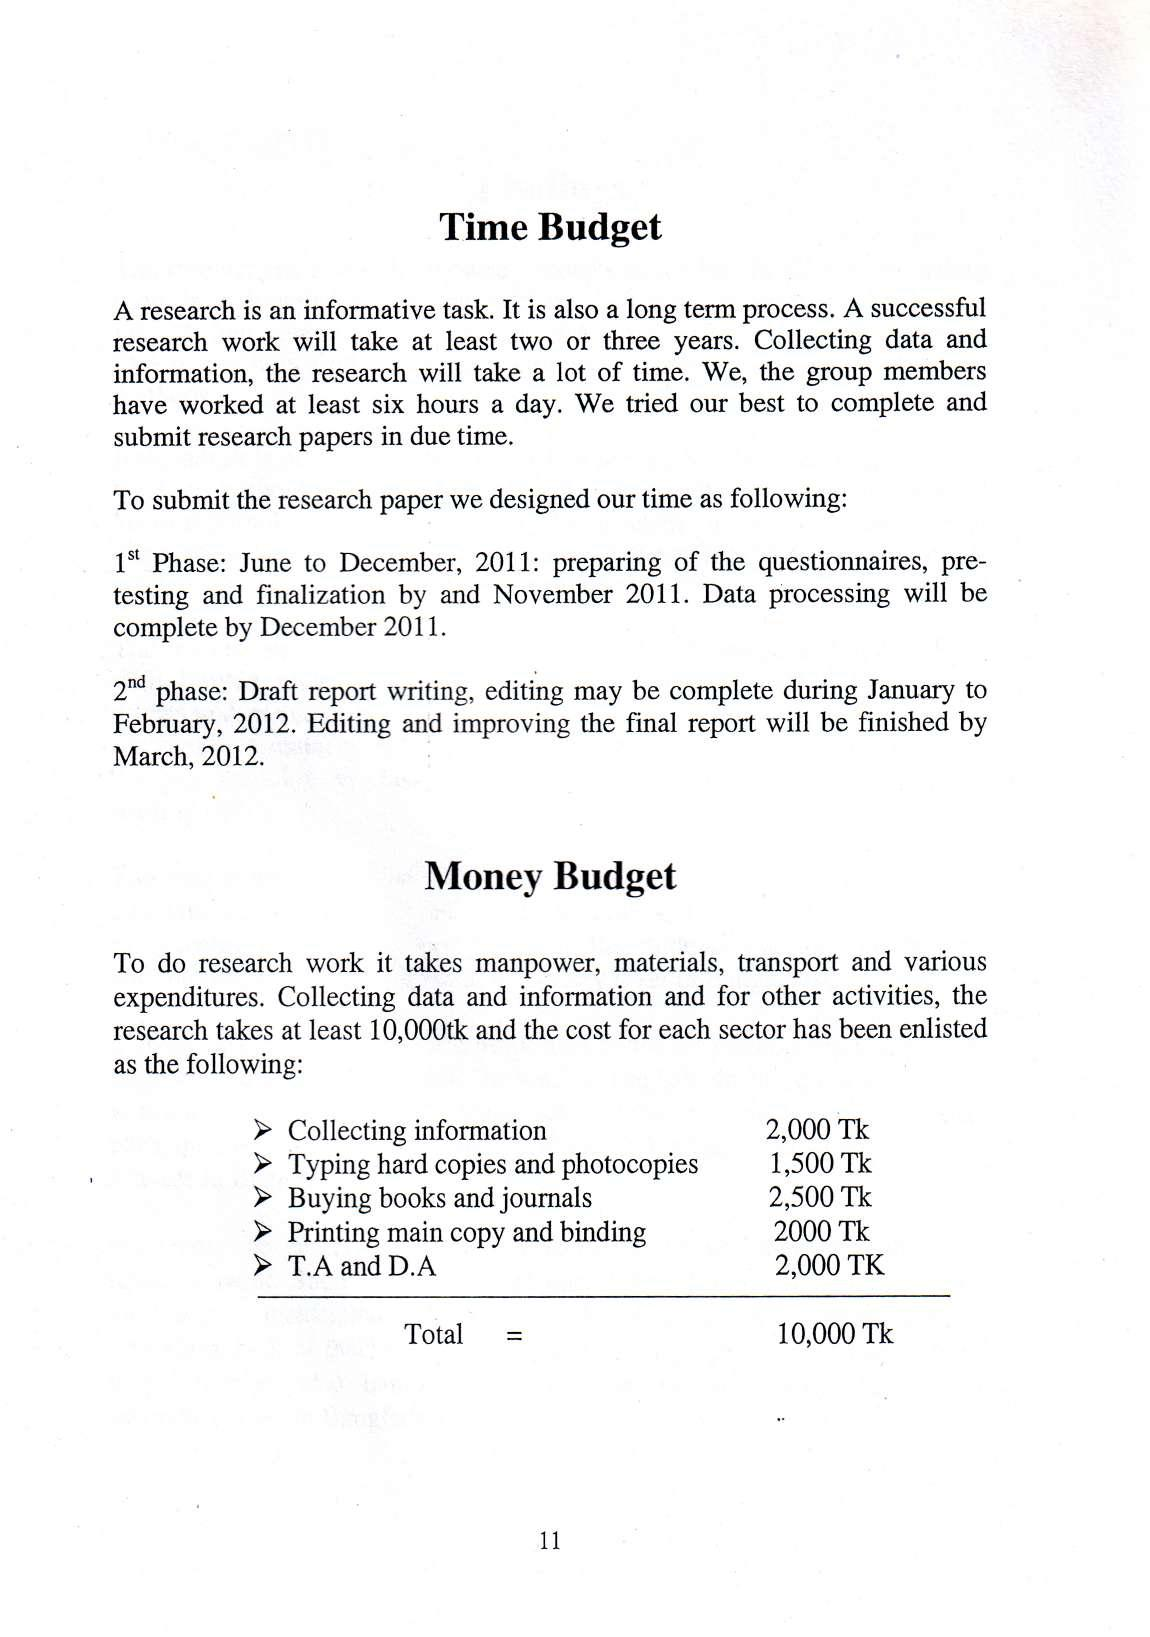 Time Budget
A research is an informative task. It is also a long term process. A successful
research work will take at least two or three years. Collecting data and
information, the research will take a lot of time. We, the group members
have worked at least six hours a day. We tried our best to complete and
submit research papers in due time.
To submit the research paper we designed our time as following:
1st Phase: June to December, 2011: preparing of the questionnaires, pre-
testing and finalization by and November 2011. Data processing will be
complete by December 2011.
2nd phase: Draft report writing, editing may be complete during January to
February, 2012. Editing and improving the final report will be finished by
March, 2012.
Money Budget
To do research work it takes manpower, materials, transport and various
expenditures. Collecting data and information and for other activities, the
research takes at least 10,000tk and the cost for each sector has been enlisted
as the following:
➢ Collecting information 2,000 Tk
➢ Typing hard copies and photocopies 1,500 Tk
➢ Buying books and journals 2,500 Tk
➢ Printing main copy and binding 2000 Tk
➢ T.A and D.A 2,000 TK
Total = 10,000 Tk
11